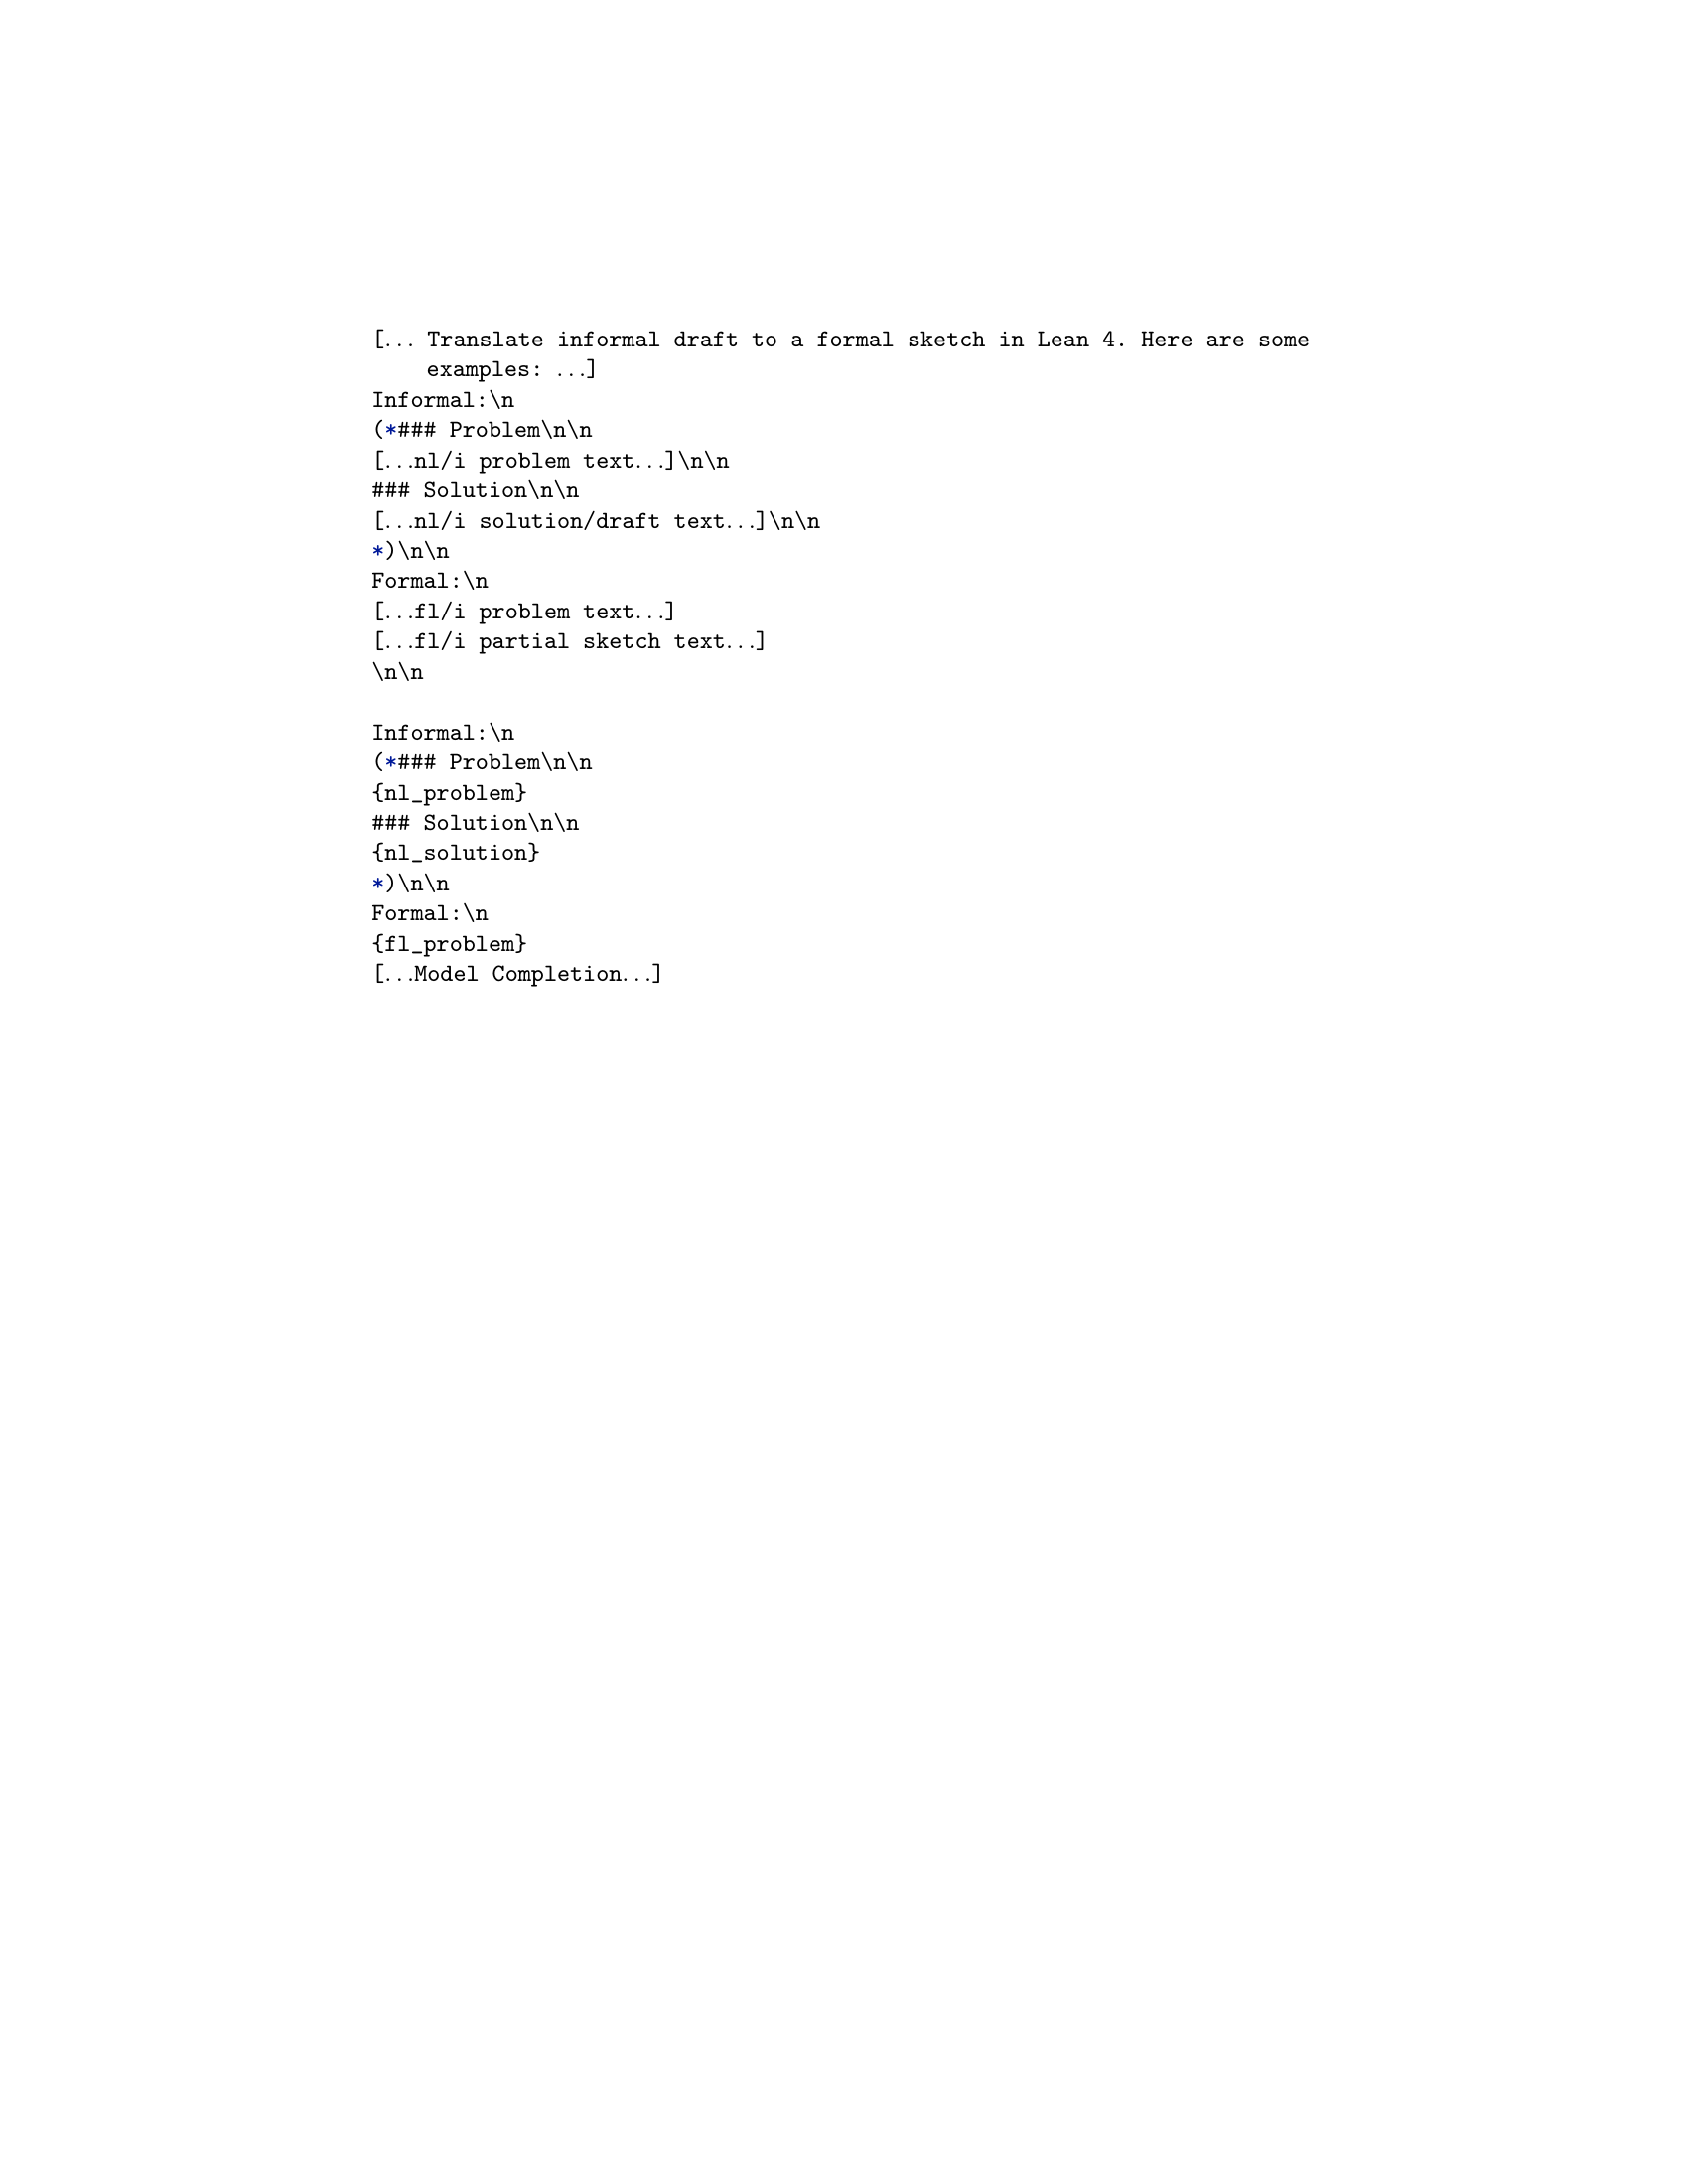 [... Translate informal draft to a formal sketch in Lean 4. Here are some
examples: ...]
Informal:\n
(*### Problem\n\n
[...nl/i problem text...]\n\n
### Solution\n\n
[...nl/i solution/draft text...]\n\n
*)\n\n
Formal:\n
[...fl/i problem text...]
[...fl/i partial sketch text...]
\n\n
Informal:\n
(*### Problem\n\n
{nl_problem}
### Solution\n\n
{nl_solution}
*)\n\n
Formal:\n
{fl_problem}
[...Model Completion...]